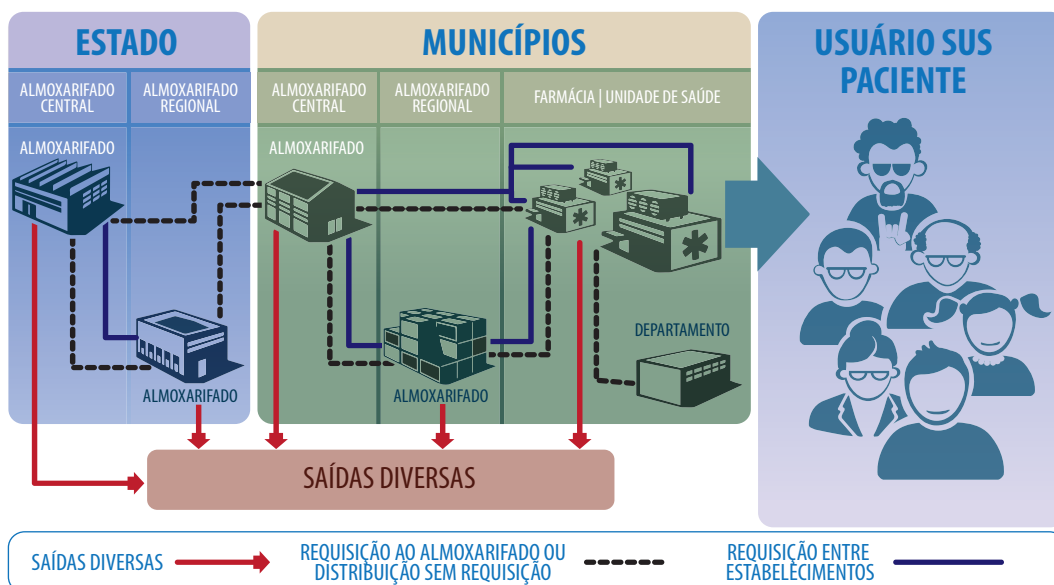 ESTADO
MUNICÍPIOS
USUÁRIO SUS
PACIENTE
ALMOXARIFADO
CENTRAL
ALMOXARIFADO
REGIONAL
ALMOXARIFADO
CENTRAL
ALMOXARIFADO
REGIONAL
FARMÁCIA | UNIDADE DE SAÚDE
ALMOXARIFADO
ALMOXARIFADO
DEPARTAMENTO
ALMOXARIFADO
ALMOXARIFADO
SAÍDAS DIVERSAS
SAÍDAS DIVERSAS
REQUISIÇÃO AO ALMOXARIFADO OU
DISTRIBUIÇÃO SEM REQUISIÇÃO
REQUISIÇÃO ENTRE
ESTABELECIMENTOS